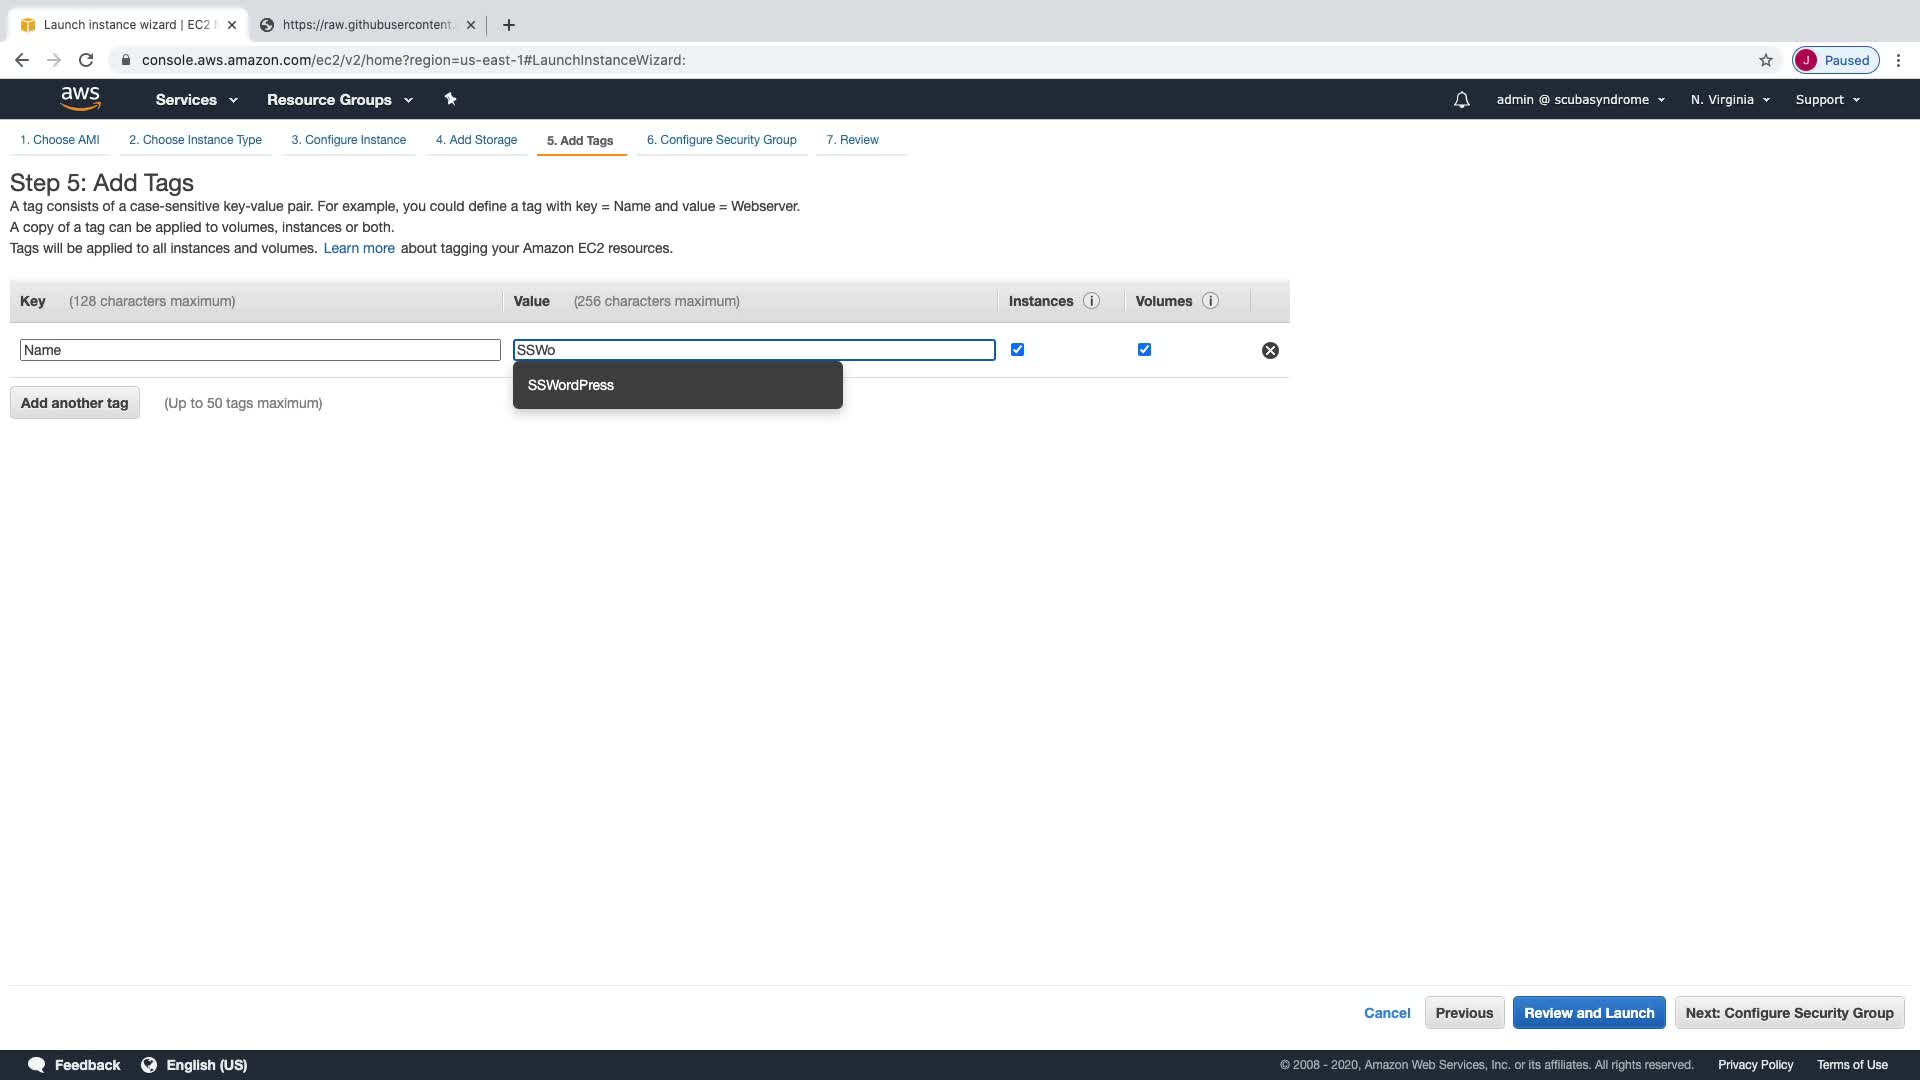 Launch instance wizard | EC2
https://raw.githubusercontent.
console.aws.amazon.com/ec2/v2/home?region=us-east-1#LaunchInstanceWizard:
J Paused
aws
Services
Resource Groups
admin @ scubasyndrome
N. Virginia
Support
1. Choose AMI
2. Choose Instance Type
3. Configure Instance
4. Add Storage
5. Add Tags
6. Configure Security Group
7. Review
Step 5: Add Tags
A tag consists of a case-sensitive key-value pair. For example, you could define a tag with key = Name and value = Webserver.
A copy of a tag can be applied to volumes, instances or both.
Tags will be applied to all instances and volumes. Learn more about tagging your Amazon EC2 resources.
Key (128 characters maximum)
Value (256 characters maximum)
Instances i
Volumes i
Name
SSWo
SSWordPress
Add another tag
(Up to 50 tags maximum)
Cancel
Previous
Review and Launch
Next: Configure Security Group
Feedback
English (US)
© 2008 - 2020, Amazon Web Services, Inc. or its affiliates. All rights reserved.
Privacy Policy
Terms of Use